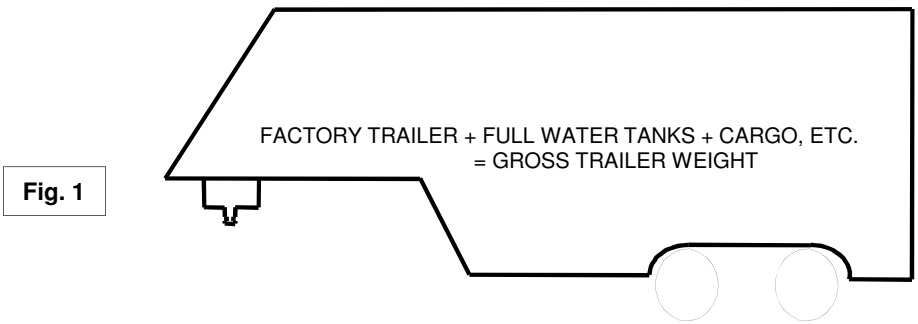 FACTORY TRAILER + FULL WATER TANKS + CARGO, ETC.
= GROSS TRAILER WEIGHT
Fig. 1